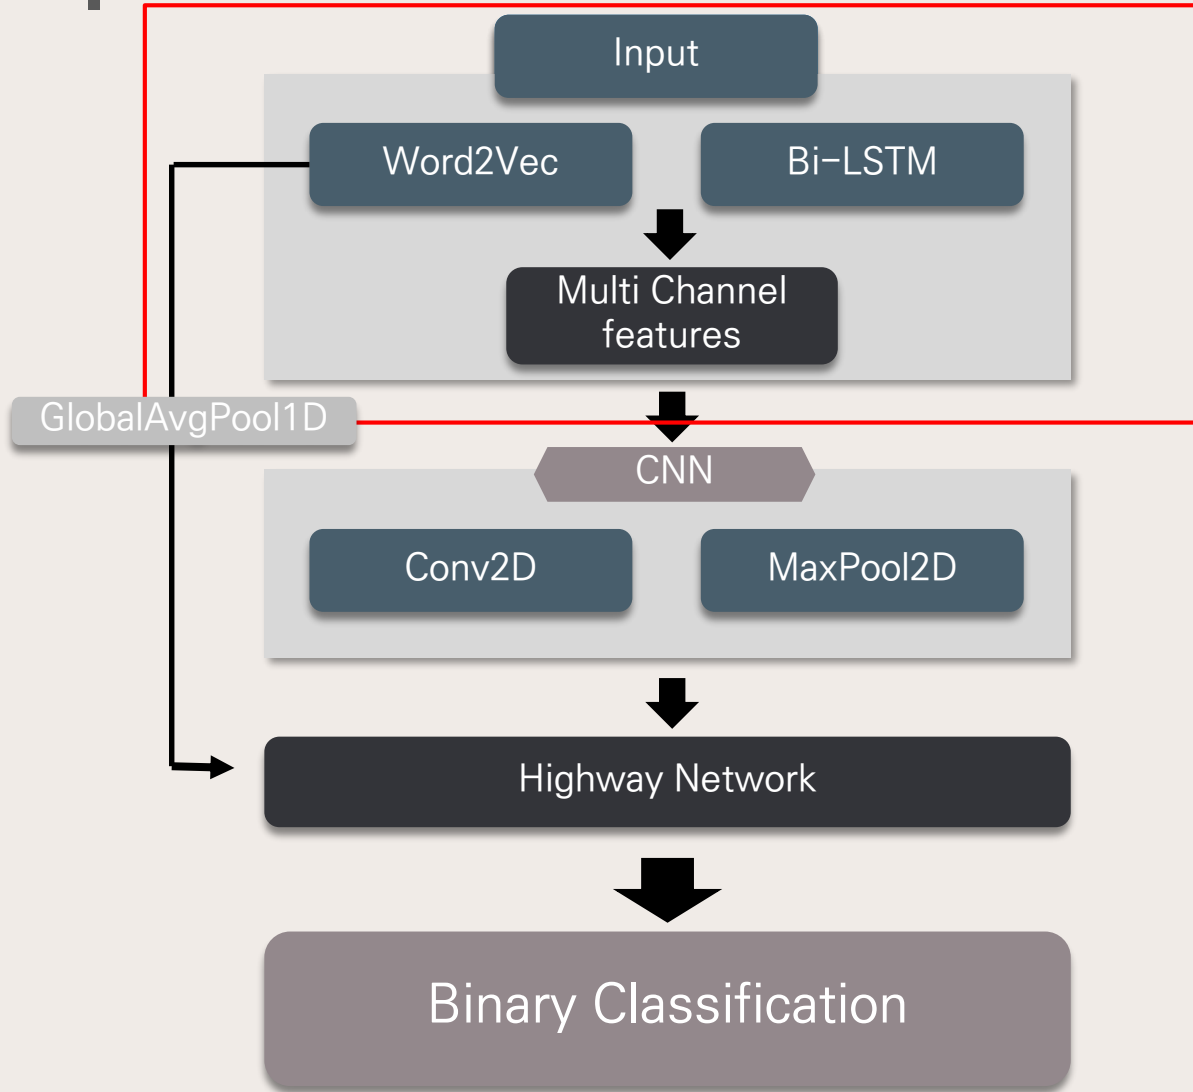 Input
Word2Vec
Bi-LSTM
Multi Channel
features
GlobalAvgPool1D
CNN
Conv2D
MaxPool2D
Highway Network
Binary Classification